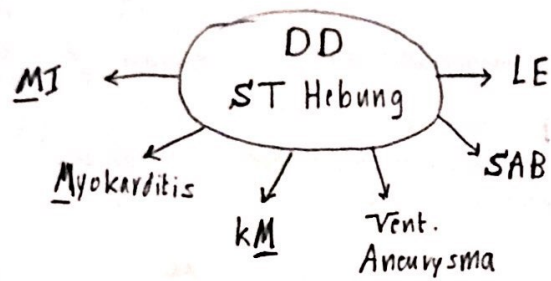 DD
ST Hebung
MI
LE
Myokarditis
SAB
kM
Vent.
Aneurysma